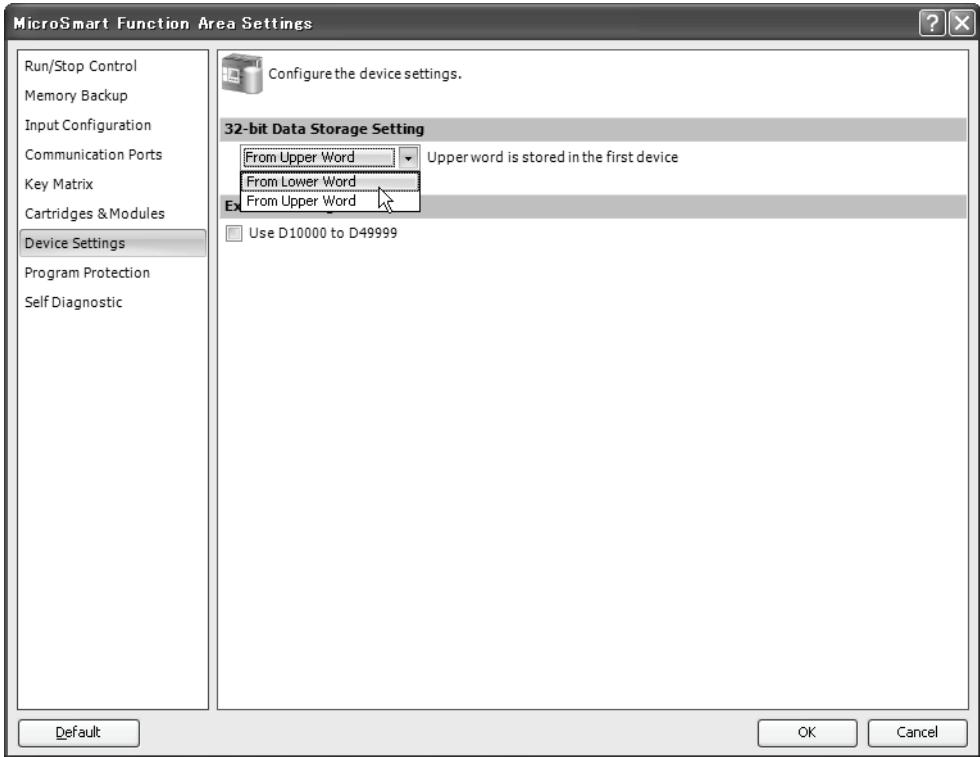 MicroSmart Function Area Settings
Run/Stop Control
Memory Backup
Input Configuration
Communication Ports
Key Matrix
Cartridges & Modules
Device Settings
Program Protection
Self Diagnostic
Configure the device settings.
32-bit Data Storage Setting
From Upper Word Upper word is stored in the first device
From Lower Word
From Upper Word
Use D10000 to D49999
Default OK Cancel